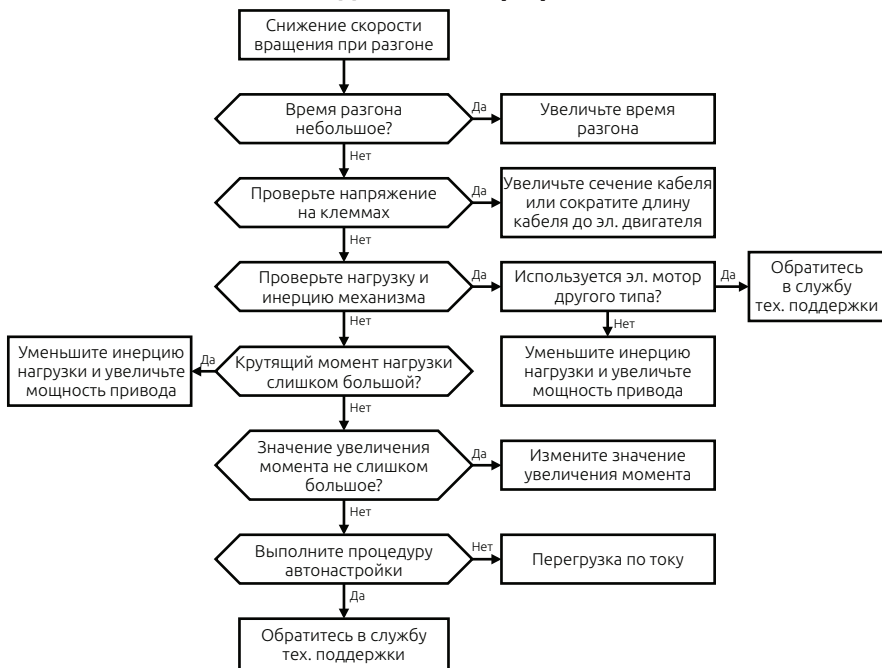 Снижение скорости
вращения при разгоне
Время разгона
небольшое?
Да
Увеличьте время
разгона
Нет
Проверьте напряжение
на клеммах
Да
Увеличьте сечение кабеля
или сократите длину
кабеля до эл. двигателя
Нет
Проверьте нагрузку и
инерцию механизма
Да
Используется эл. мотор
другого типа?
Да
Обратитесь
в службу
тех. поддержки
Нет
Нет
Уменьшите инерцию
нагрузки и увеличьте
мощность привода
Да
Крутящий момент нагрузки
слишком большой?
Уменьшите инерцию
нагрузки и увеличьте
мощность привода
Нет
Значение увеличения
момента не слишком
большое?
Да
Измените значение
увеличения момента
Нет
Выполните процедуру
автонастройки
Нет
Перегрузка по току
Да
Обратитесь в службу
тех. поддержки